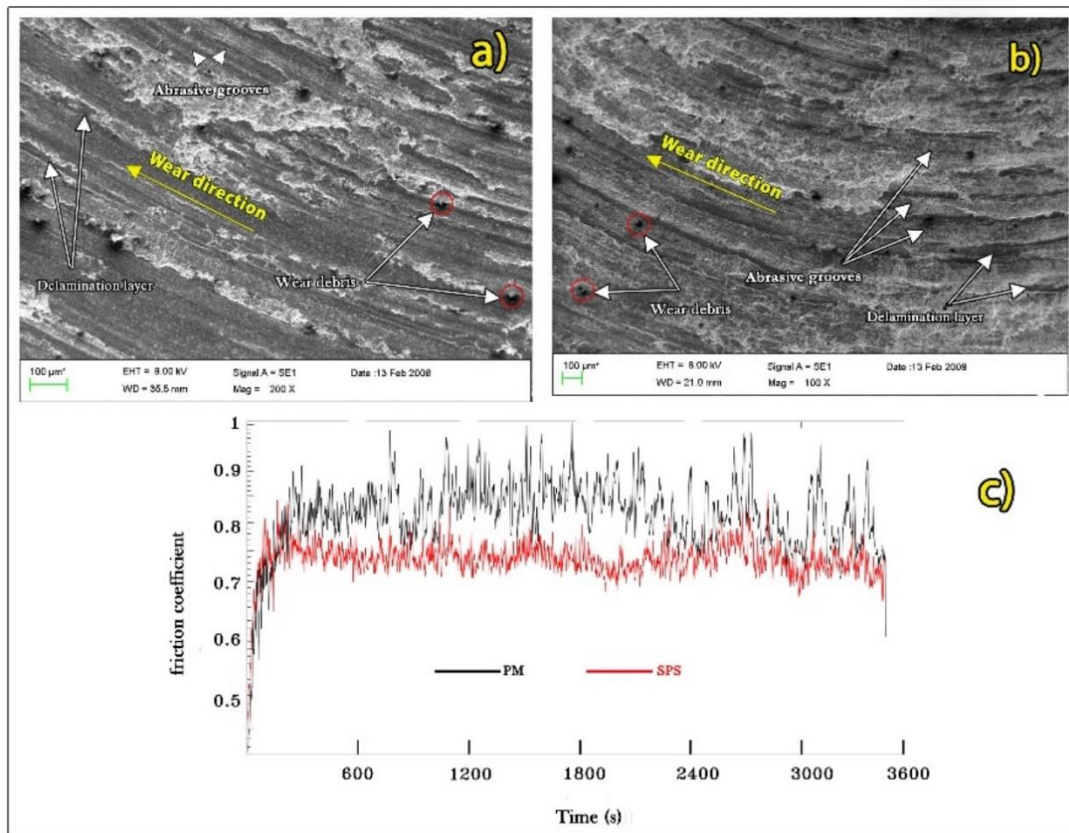 a)
Abrasive grooves
Wear direction
Delamination layer
Wear debris
100 µm*
EHT = 8.00 kV
Signal A = SE1
Date :13 Feb 2008
WD = 35.5 mm
Mag = 200 X
b)
Wear direction
Abrasive grooves
Wear debris
Delamination layer
100 µm*
EHT = 8.00 kV
Signal A = SE1
Date :13 Feb 2008
WD = 21.0 mm
Mag = 100 X
c)
friction coefficient
1
0.9
0.8
0.7
0.6
0.5
PM
SPS
600 1200 1800 2400 3000 3600
Time (s)